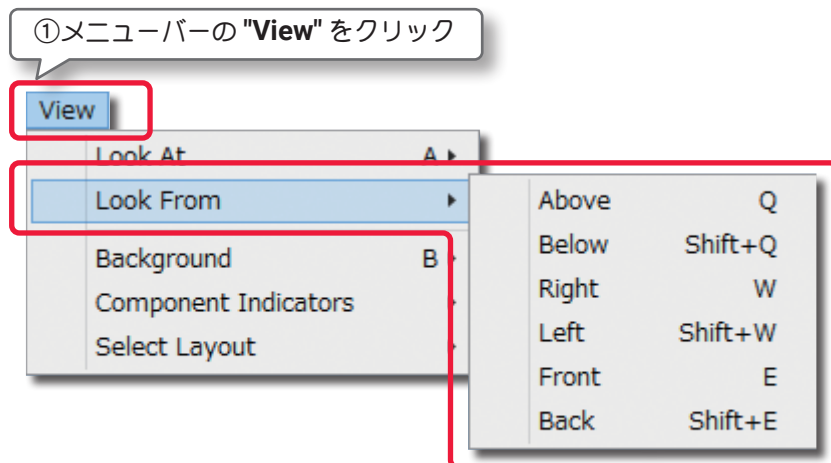 ①メニューバーの "View" をクリック
View
Look At A
Look From
Background B
Component Indicators
Select Layout
Above Q
Below Shift+Q
Right W
Left Shift+W
Front E
Back Shift+E